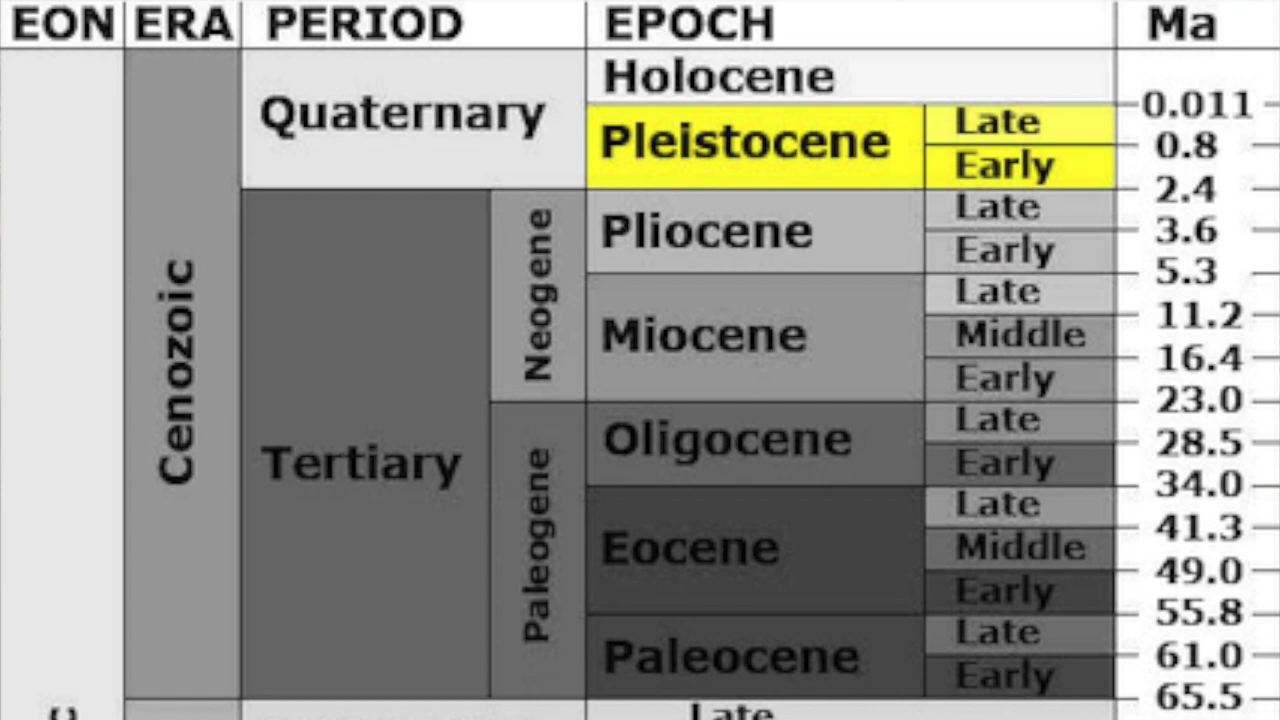 EON ERA PERIOD EPOCH Ma
Holocene
Quaternary
0.011
Pleistocene
Late
0.8
Early
2.4
Cenozoic
Tertiary
Neogene
Pliocene
Late
3.6
Early
5.3
Miocene
Late
11.2
Middle
16.4
Early
23.0
Paleogene
Oligocene
Late
28.5
Early
34.0
Eocene
Late
41.3
Middle
49.0
Early
55.8
Paleocene
Late
61.0
Early
65.5
Late